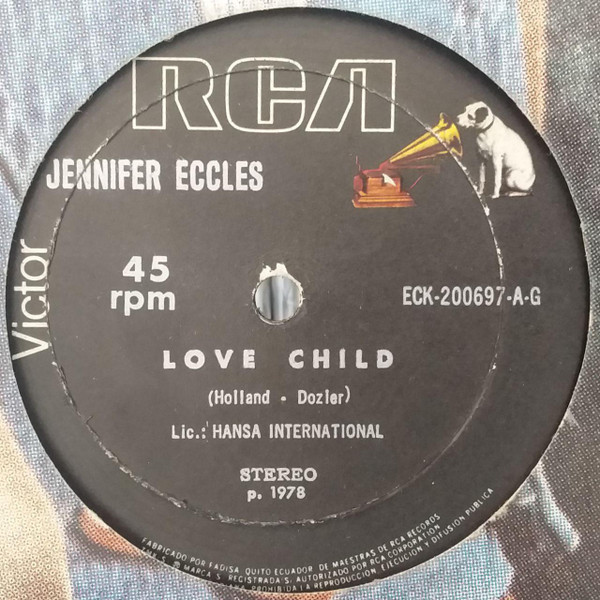 RCA
JENNIFER ECCLES
Victor
45
rpm
ECK-200697-A-G
LOVE CHILD
(Holland - Dozier)
Lic.: HANSA INTERNATIONAL
STEREO
p. 1978
FABRICADO POR FADISA QUITO ECUADOR DE MAESTRAS DE RCA RECORDS
MARCA S REGISTRADA S. AUTORIZADO POR RCA CORPORATION
PROHIBIDA LA REPRODUCCION, EJECUCION Y DIFUSION PUBLICA